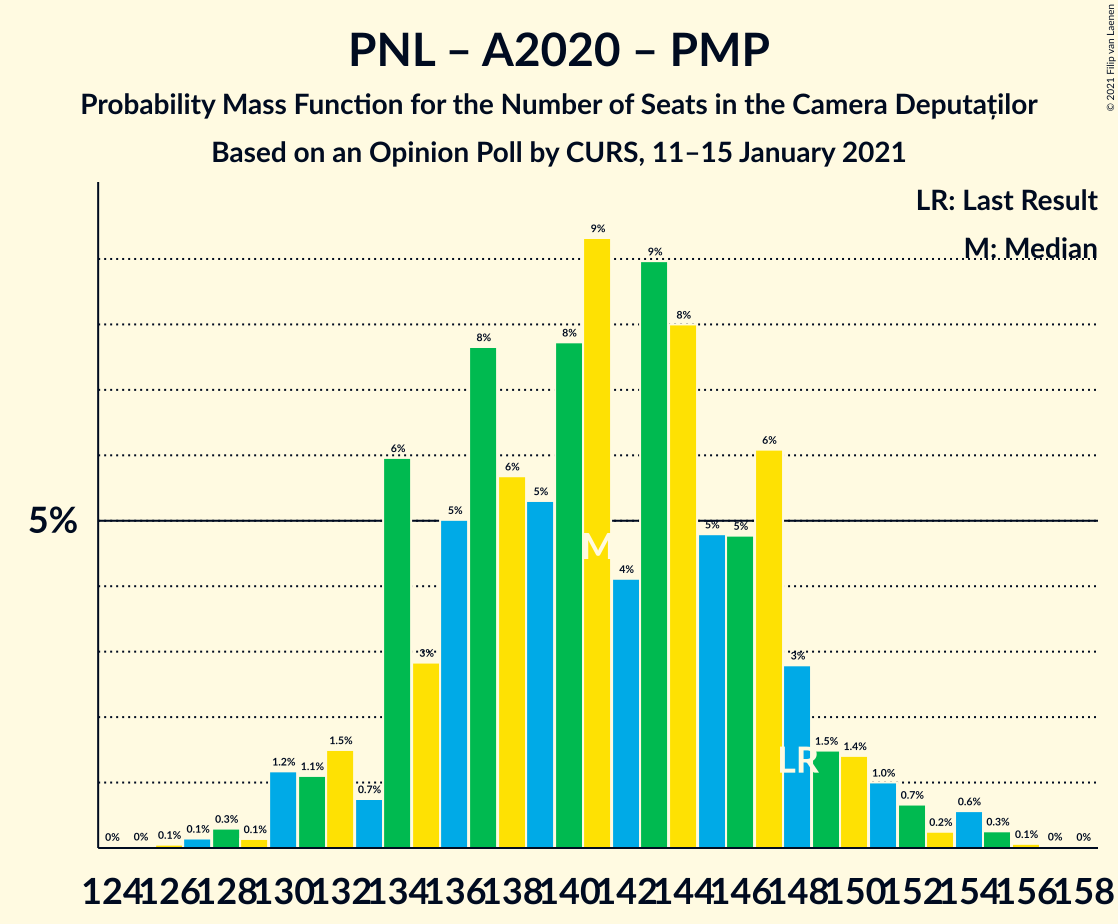 PNL – A2020 – PMP
Probability Mass Function for the Number of Seats in the Camera Deputaților
Based on an Opinion Poll by CURS, 11–15 January 2021
© 2021 Filip van Laenen
LR: Last Result
M: Median
5%
0% 0% 0.1% 0.1% 0.3% 0.1% 1.2% 1.1% 1.5% 0.7% 6% 3% 5% 8% 6% 5% 8% 9% 4% 9% 8% 5% 5% 6% 3% 1.5% 1.4% 1.0% 0.7% 0.2% 0.6% 0.3% 0.1% 0% 0%
M
LR
124 126 128 130 132 134 136 138 140 142 144 146 148 150 152 154 156 158